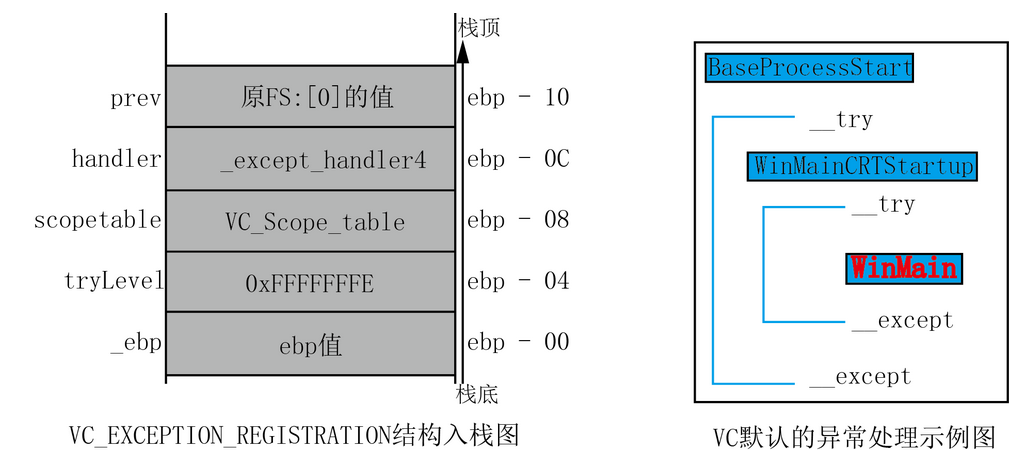 栈顶
prev 原FS:[0]的值 ebp - 10
handler _except_handler4 ebp - 0C
scopetable VC_Scope_table ebp - 08
tryLevel 0xFFFFFFFE ebp - 04
_ebp ebp值 ebp - 00
栈底
VC_EXCEPTION_REGISTRATION结构入栈图
BaseProcessStart
__try
WinMainCRTStartup
__try
WinMain
__except
__except
VC默认的异常处理示例图